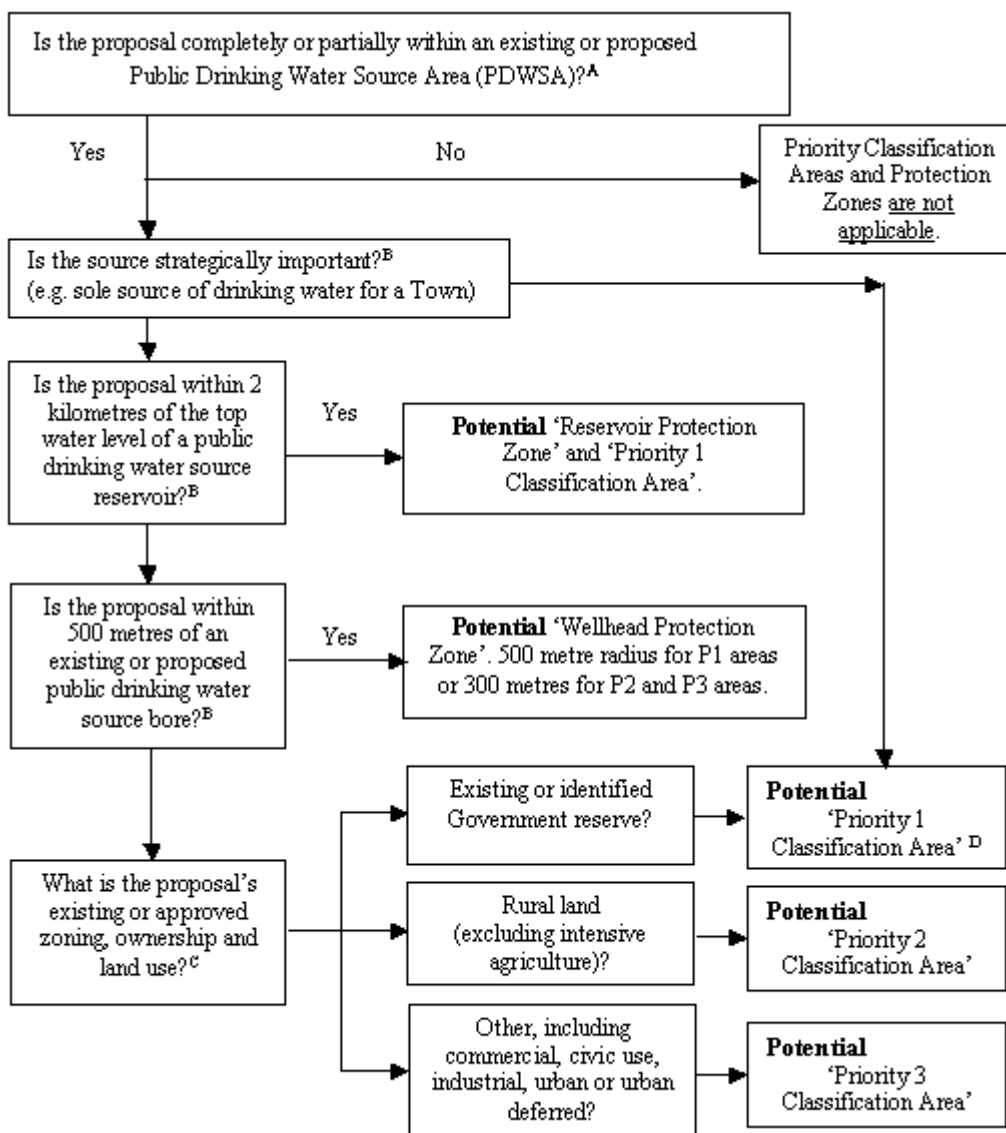 Is the proposal completely or partially within an existing or proposed
Public Drinking Water Source Area (PDWSA)?ᴬ
Yes
No
Priority Classification
Areas and Protection
Zones are not
applicable.
Is the source strategically important?ᴮ
(e.g. sole source of drinking water for a Town)
Is the proposal within 2
kilometres of the top
water level of a public
drinking water source
reservoir?ᴮ
Yes
Potential ‘Reservoir Protection
Zone’ and ‘Priority 1
Classification Area’.
Is the proposal within
500 metres of an
existing or proposed
public drinking water
source bore?ᴮ
Yes
Potential ‘Wellhead Protection
Zone’. 500 metre radius for P1 areas
or 300 metres for P2 and P3 areas.
What is the proposal’s
existing or approved
zoning, ownership and
land use?ᶜ
Existing or identified
Government reserve?
Potential
‘Priority 1
Classification Area’ ᴰ
Rural land
(excluding intensive
agriculture)?
Potential
‘Priority 2
Classification Area’
Other, including
commercial, civic use,
industrial, urban or urban
deferred?
Potential
‘Priority 3
Classification Area’